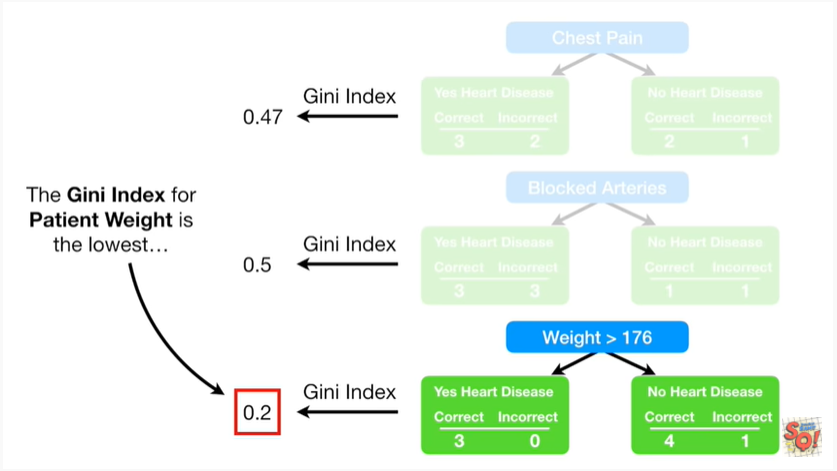 Chest Pain
Gini Index
0.47
Yes Heart Disease
Correct Incorrect
3 2
No Heart Disease
Correct Incorrect
2 1
The Gini Index for
Patient Weight is
the lowest…
Blocked Arteries
Gini Index
0.5
Yes Heart Disease
Correct Incorrect
3 3
No Heart Disease
Correct Incorrect
1 1
Weight > 176
Gini Index
0.2
Yes Heart Disease
Correct Incorrect
3 0
No Heart Disease
Correct Incorrect
4 1
SQ!